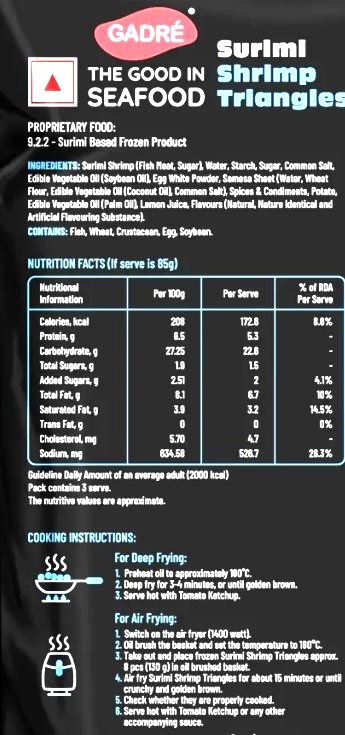 GADRÉ
THE GOOD IN
SEAFOOD
Surimi
Shrimp
Triangles
PROPRIETARY FOOD:
9.2.2 - Surimi Based Frozen Product
INGREDIENTS: Surimi Shrimp (Fish Meat, Sugar), Water, Starch, Sugar, Common Salt,
Edible Vegetable Oil (Soybean Oil), Egg White Powder, Samosa Sheet (Water, Wheat
Flour, Edible Vegetable Oil (Coconut Oil), Common Salt), Spices & Condiments, Potato,
Edible Vegetable Oil (Palm Oil), Lemon Juice, Flavours (Natural, Nature Identical and
Artificial Flavouring Substance).
CONTAINS: Fish, Wheat, Crustacean, Egg, Soybean.
NUTRITION FACTS (If serve is 85g)
Nutritional Information Per 100g Per Serve % of RDA Per Serve
Calories, kcal 208 172.6 8.6%
Protein, g 6.5 5.3 -
Carbohydrate, g 27.25 22.6 -
Total Sugars, g 1.9 1.5 -
Added Sugars, g 2.51 2 4.1%
Total Fat, g 8.1 6.7 10%
Saturated Fat, g 3.9 3.2 14.5%
Trans Fat, g 0 0 0%
Cholesterol, mg 5.70 4.7 -
Sodium, mg 634.58 526.7 26.3%
Guideline Daily Amount of an average adult (2000 kcal)
Pack contains 3 serve.
The nutritive values are approximate.
COOKING INSTRUCTIONS:
For Deep Frying:
1. Preheat oil to approximately 180°C.
2. Deep fry for 3-4 minutes, or until golden brown.
3. Serve hot with Tomato Ketchup.
For Air Frying:
1. Switch on the air fryer (1400 watt).
2. Oil brush the basket and set the temperature to 180°C.
3. Take out and place frozen Surimi Shrimp Triangles approx.
8 pcs (130 g) in oil brushed basket.
4. Air fry Surimi Shrimp Triangles for about 15 minutes or until
crunchy and golden brown.
5. Check whether they are properly cooked.
6. Serve hot with Tomato Ketchup or any other
accompanying sauce.